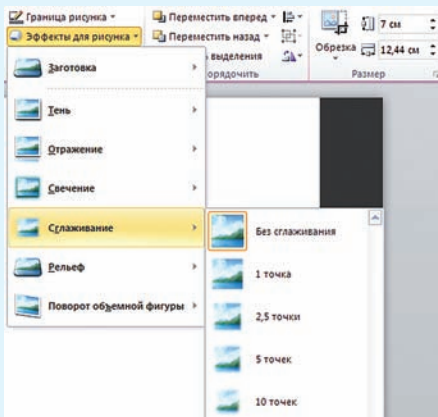 Граница рисунка
Переместить вперед
Эффекты для рисунка
Переместить назад
выделения
орядочить
Обрезка
7 см
12,44 см
Размер
Заготовка
Тень
Отражение
Свечение
Сглаживание
Рельеф
Поворот объемной фигуры
Без сглаживания
1 точка
2,5 точки
5 точек
10 точек